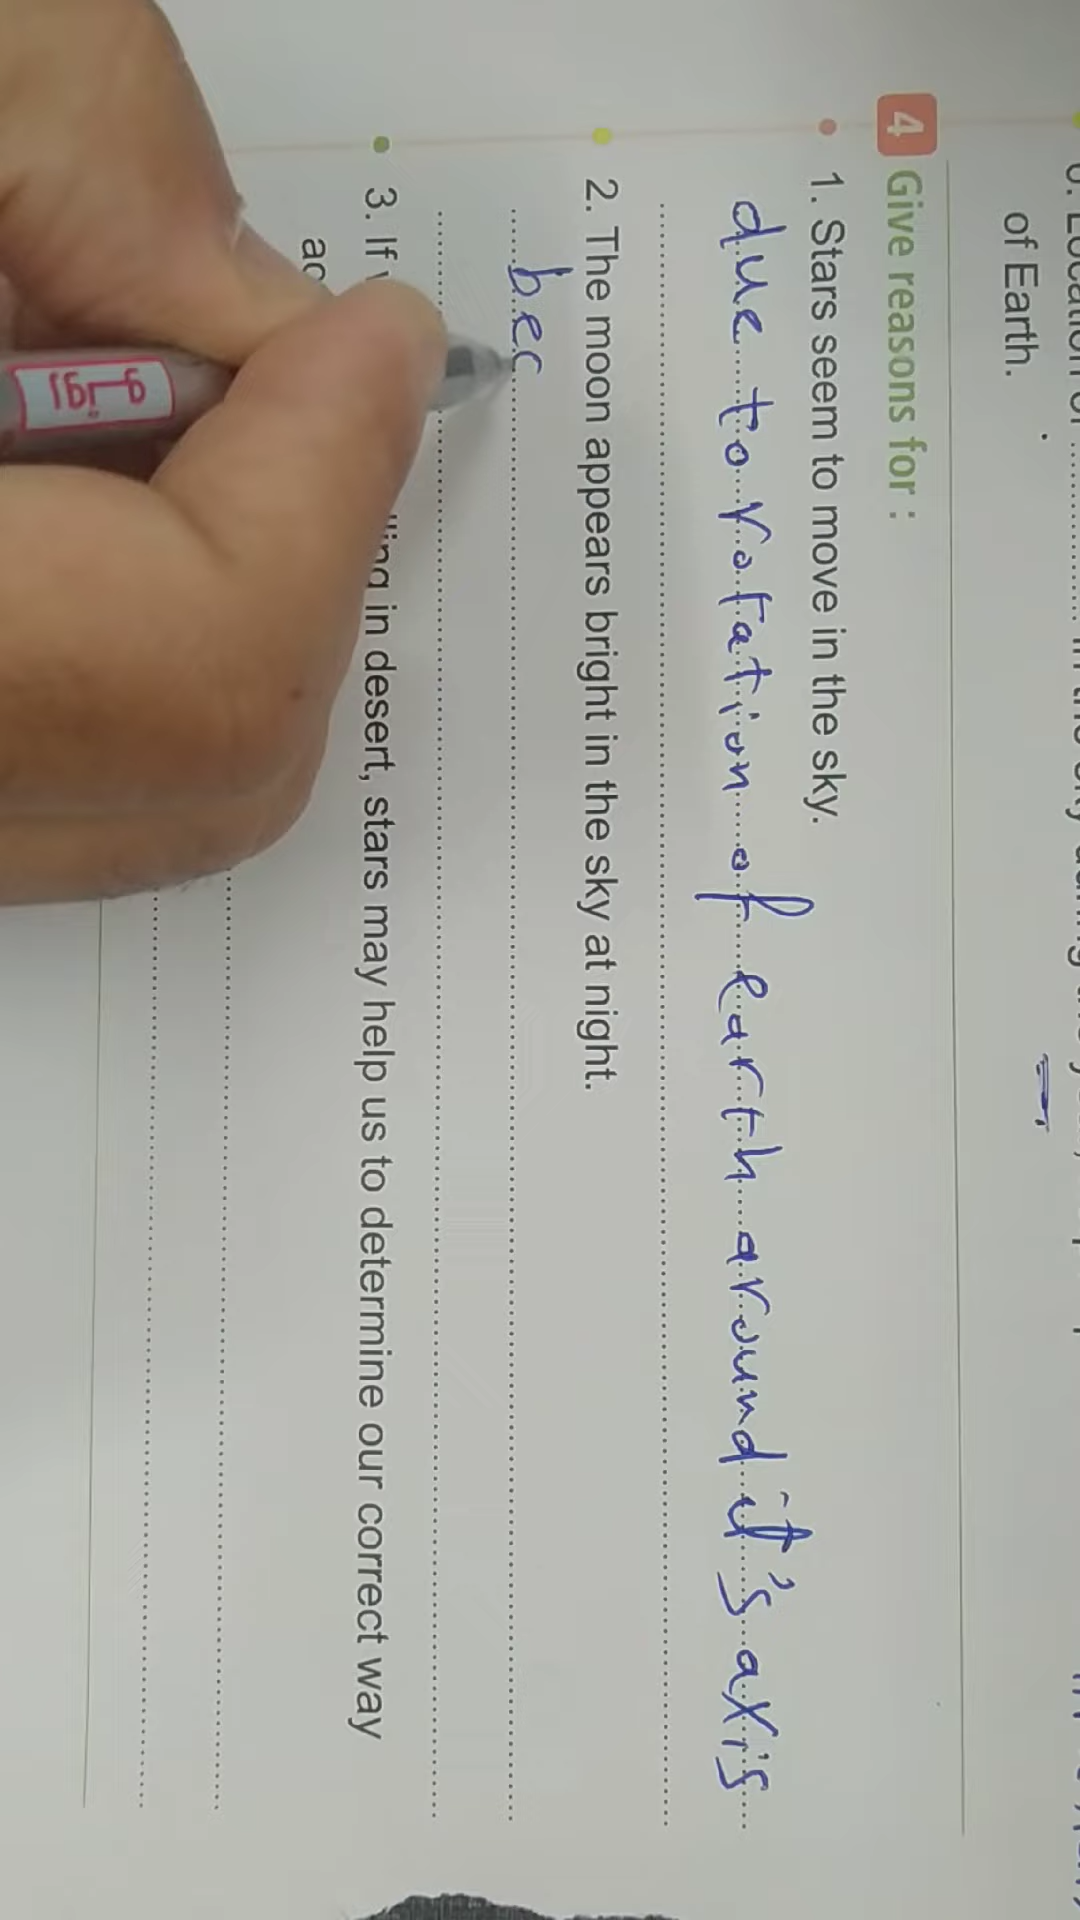 of Earth.
4 Give reasons for :
1. Stars seem to move in the sky.
due to rotation of earth around it's axis
2. The moon appears bright in the sky at night.
bec
3. If in desert, stars may help us to determine our correct way